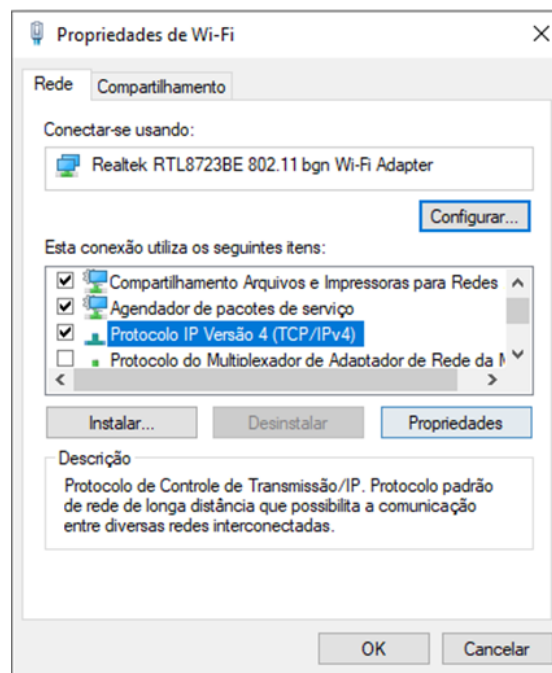 Propriedades de Wi-Fi
Rede
Compartilhamento
Conectar-se usando:
Realtek RTL8723BE 802.11 bgn Wi-Fi Adapter
Configurar...
Esta conexão utiliza os seguintes itens:
Compartilhamento Arquivos e Impressoras para Redes
Agendador de pacotes de serviço
Protocolo IP Versão 4 (TCP/IPv4)
Protocolo do Multiplexador de Adaptador de Rede da
Instalar...
Desinstalar
Propriedades
Descrição
Protocolo de Controle de Transmissão/IP. Protocolo padrão
de rede de longa distância que possibilita a comunicação
entre diversas redes interconectadas.
OK
Cancelar